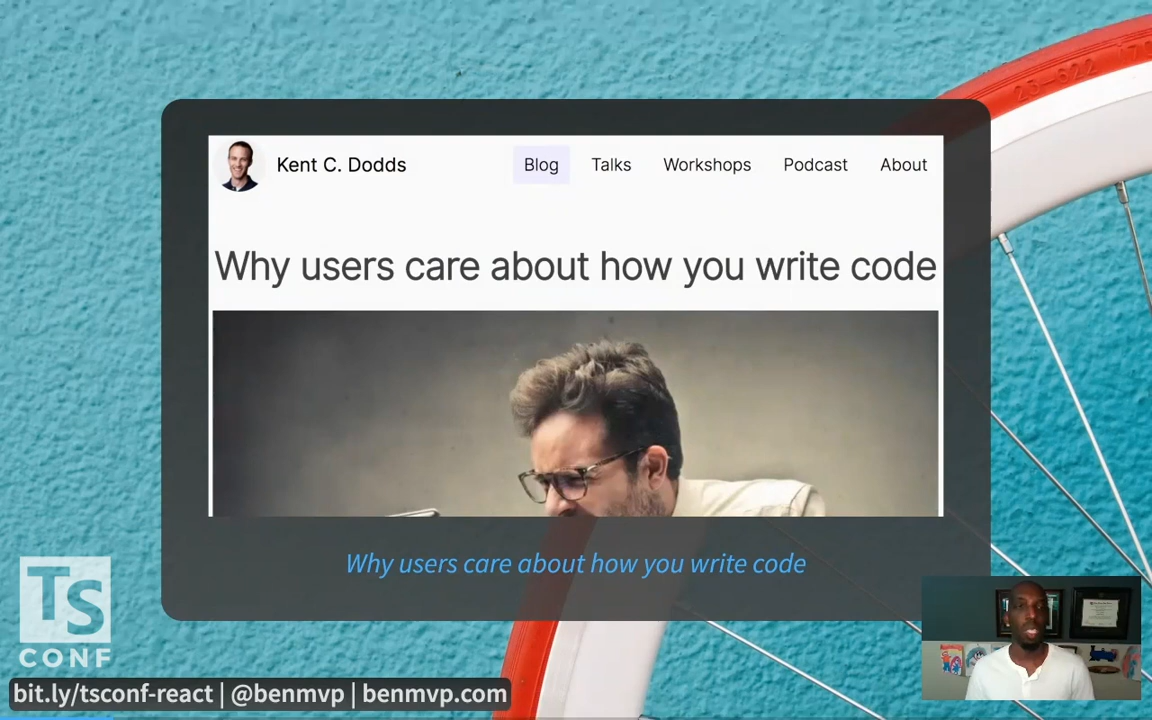 Kent C. Dodds
Blog
Talks
Workshops
Podcast
About
Why users care about how you write code
Why users care about how you write code
TS
CONF
bit.ly/tsconf-react | @benmvp | benmvp.com